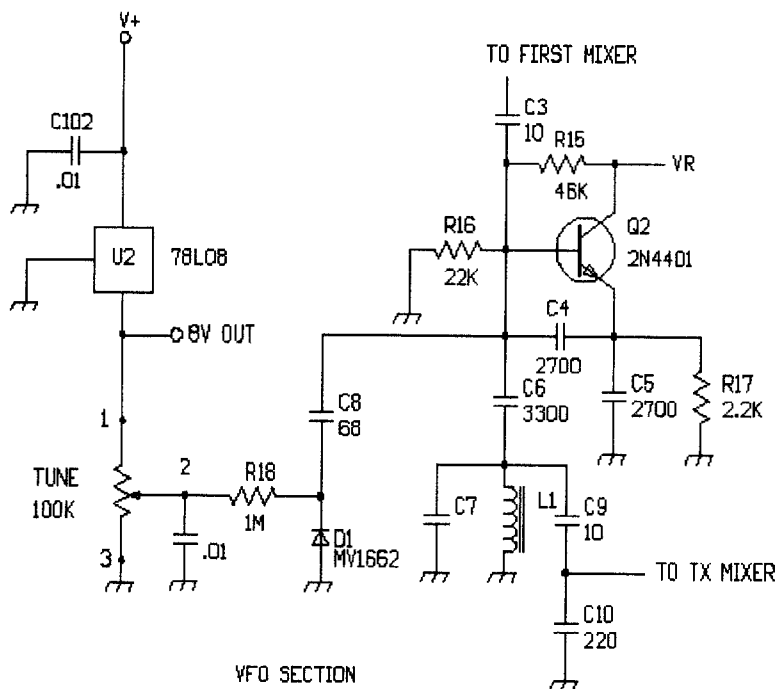 V+
TO FIRST MIXER
C102
.01
C3
10
R15
46K
VR
U2
78L08
R16
22K
Q2
2N4401
8V OUT
C4
2700
C8
68
C6
3300
C5
2700
R17
2.2K
1
TUNE
100K
2
R18
1M
3
.01
D1
MV1662
C7
L1
C9
10
TO TX MIXER
C10
220
VFO SECTION